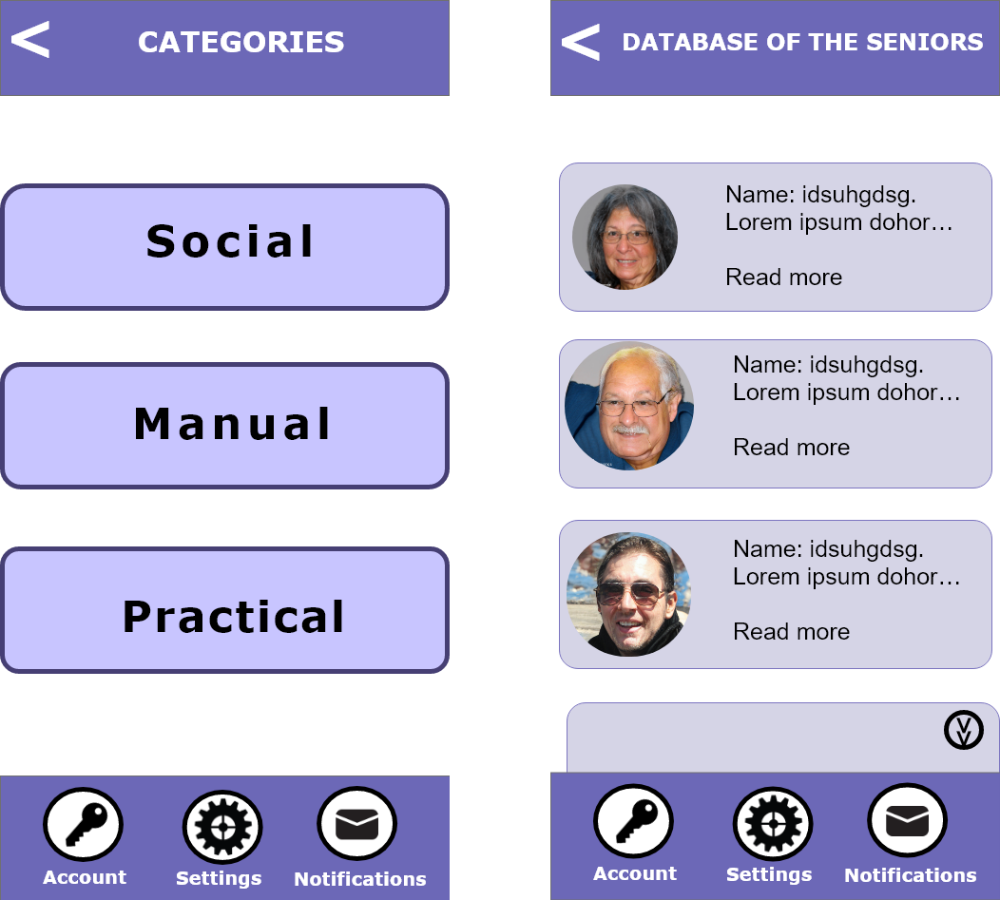 < CATEGORIES
Social
Manual
Practical
Account
Settings
Notifications
< DATABASE OF THE SENIORS
Name: idsuhgdsg.
Lorem ipsum dohor…
Read more
Name: idsuhgdsg.
Lorem ipsum dohor…
Read more
Name: idsuhgdsg.
Lorem ipsum dohor…
Read more
Account
Settings
Notifications